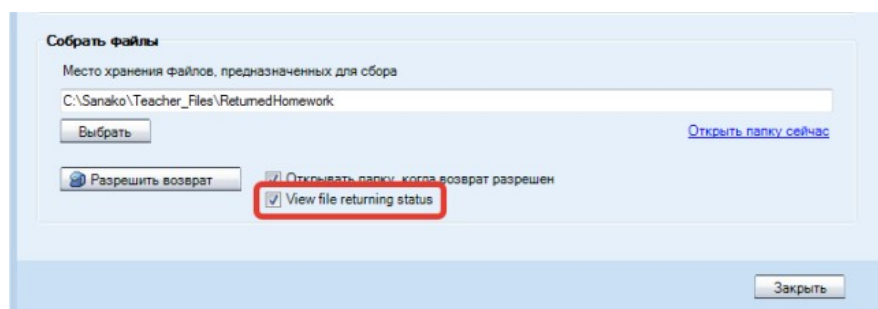 Собрать файлы
Место хранения файлов, предназначенных для сбора
C:\Sanako\Teacher_Files\ReturnedHomework
Выбрать
Открыть папку сейчас
Разрешить возврат
Открывать папку, когда возврат разрешен
View file returning status
Закрыть